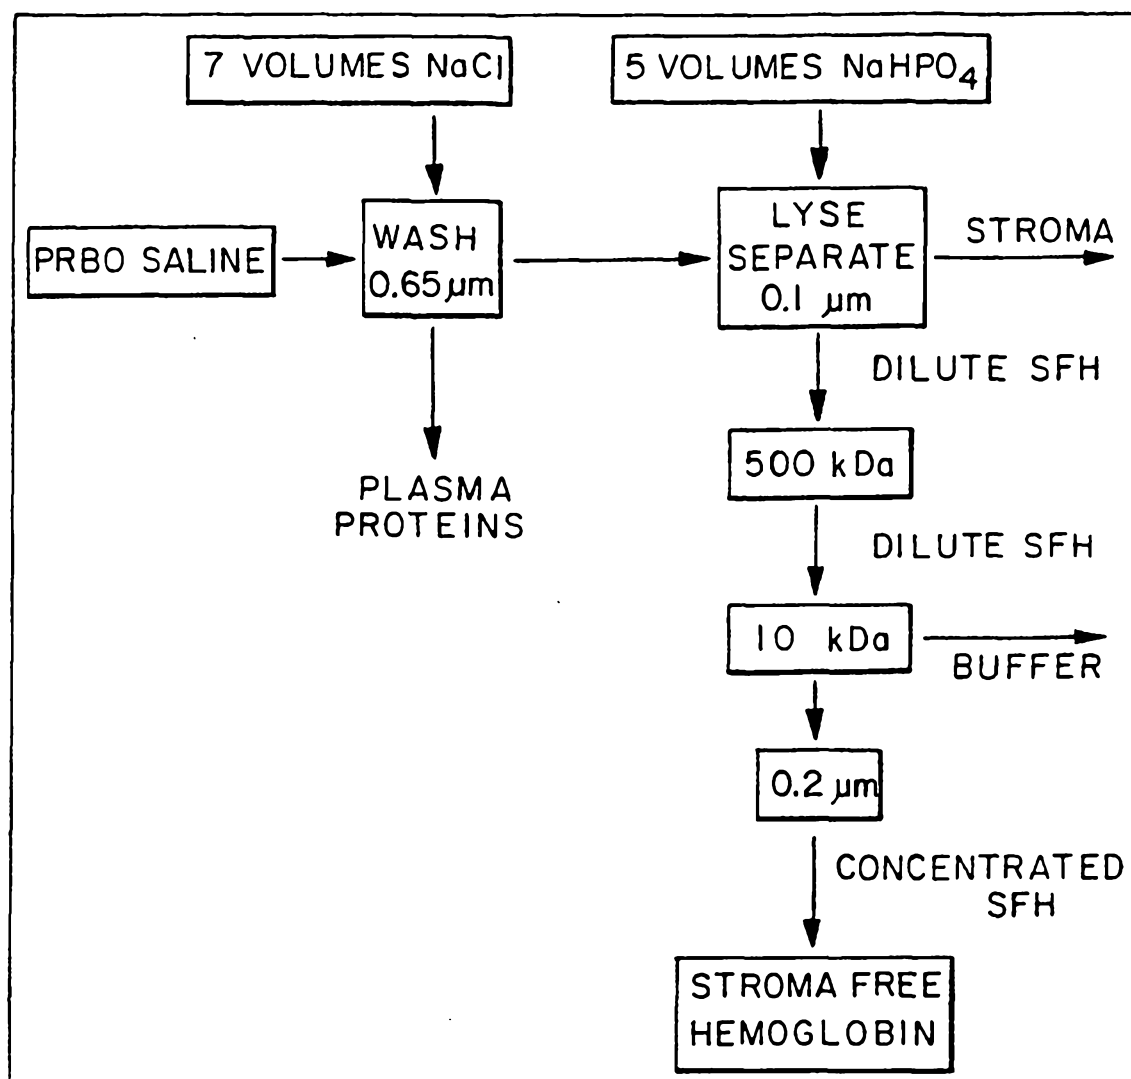 7 VOLUMES NaCl
5 VOLUMES NaHPO4
PRBO SALINE
WASH
0.65 μm
LYSE
SEPARATE
0.1 μm
STROMA
DILUTE SFH
PLASMA
PROTEINS
500 kDa
DILUTE SFH
10 kDa
BUFFER
0.2 μm
CONCENTRATED
SFH
STROMA FREE
HEMOGLOBIN